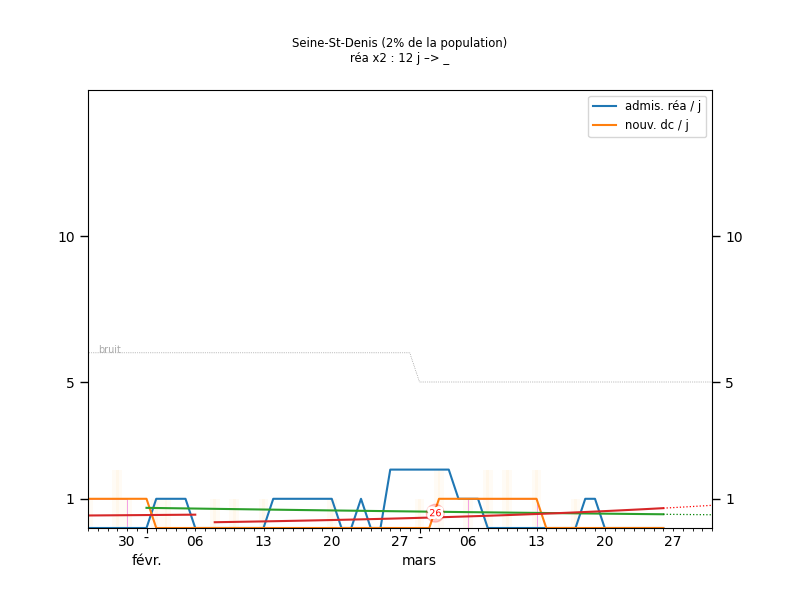 Seine-St-Denis (2% de la population)
réa x2 : 12 j –> _
admis. réa / j
nouv. dc / j
10 10
bruit
5 5
1 1
26
30 - 06 13 20 27 - 06 13 20 27
févr. mars